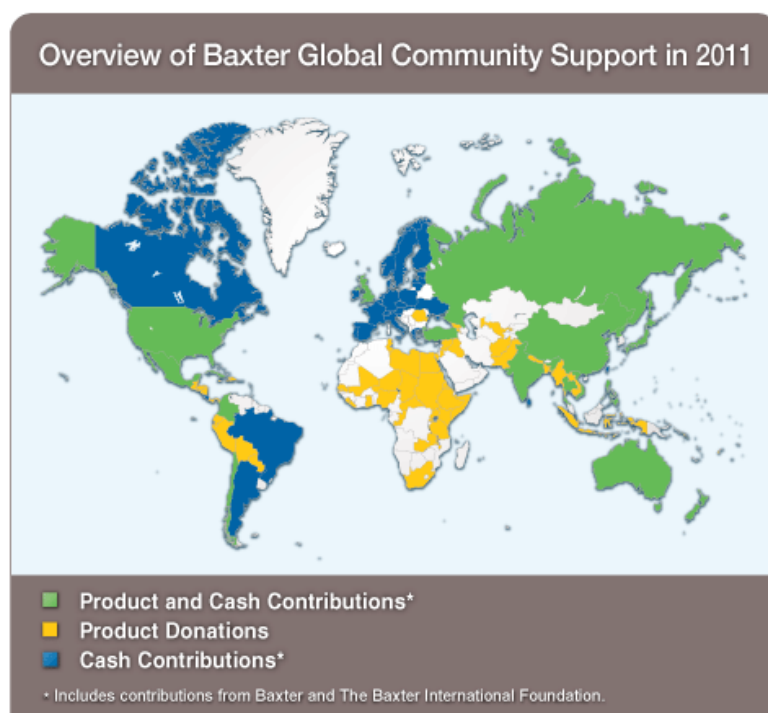 Overview of Baxter Global Community Support in 2011
Product and Cash Contributions*
Product Donations
Cash Contributions*
* Includes contributions from Baxter and The Baxter International Foundation.